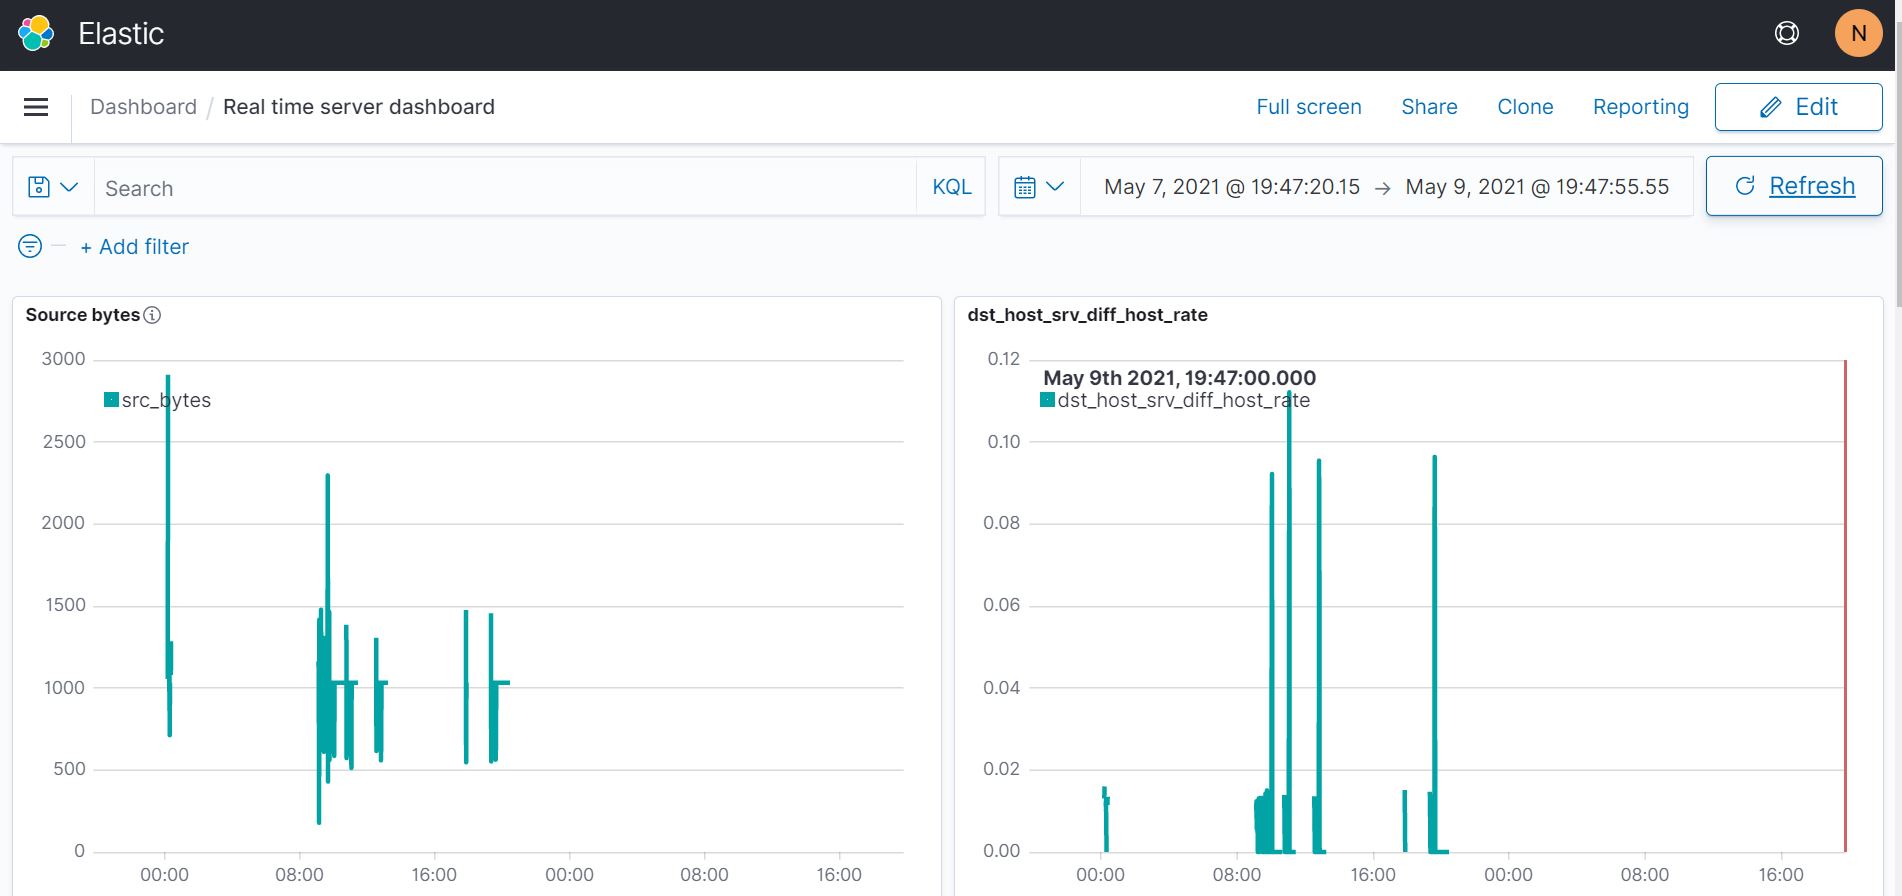 Elastic
N
Dashboard / Real time server dashboard
Full screen Share Clone Reporting Edit
Search KQL
May 7, 2021 @ 19:47:20.15 → May 9, 2021 @ 19:47:55.55
Refresh
+ Add filter
Source bytes
3000
src_bytes
2500
2000
1500
1000
500
0
00:00 08:00 16:00 00:00 08:00 16:00
dst_host_srv_diff_host_rate
0.12
May 9th 2021, 19:47:00.000
dst_host_srv_diff_host_rate
0.10
0.08
0.06
0.04
0.02
0.00
00:00 08:00 16:00 00:00 08:00 16:00